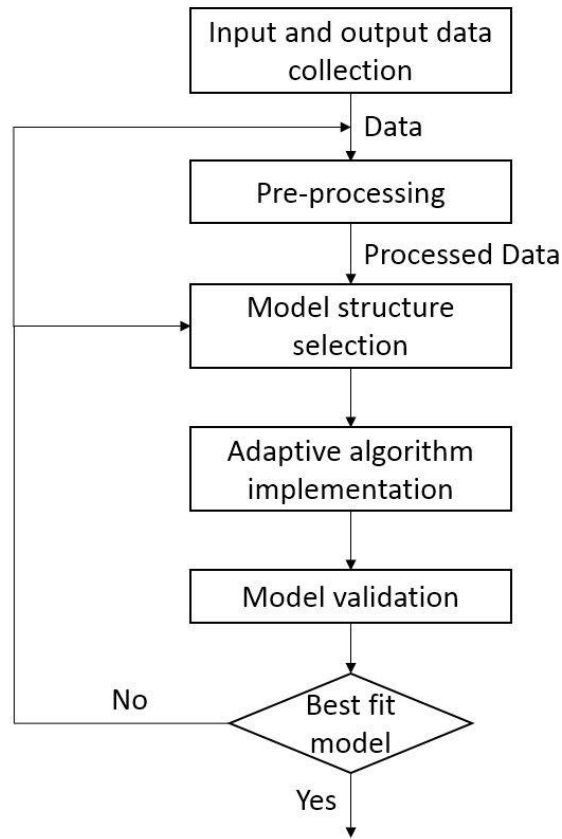 Input and output data
collection
Data
Pre-processing
Processed Data
Model structure
selection
Adaptive algorithm
implementation
Model validation
No
Best fit
model
Yes